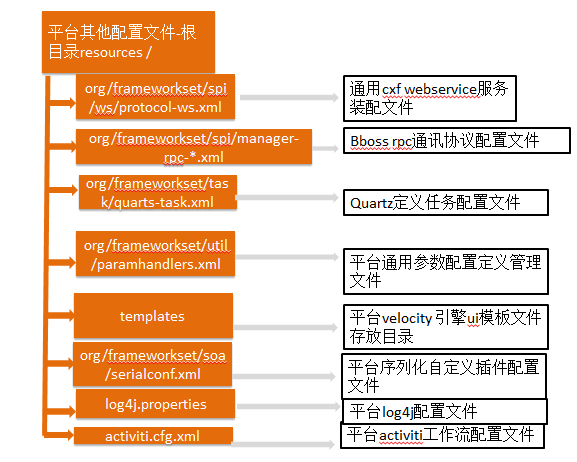 平台其他配置文件-根
目录resources /
org/frameworkset/spi
/ws/protocol-ws.xml
通用cxf webservice服务
装配文件
org/frameworkset/spi/manager-
rpc-*.xml
Bboss rpc通讯协议配置文件
org/frameworkset/tas
k/quarts-task.xml
Quartz定义任务配置文件
org/frameworkset/util
/paramhandlers.xml
平台通用参数配置定义管理
文件
templates
平台velocity 引擎ui模板文件
存放目录
org/frameworkset/soa
/serialconf.xml
平台序列化自定义插件配置
文件
log4j.properties
平台log4j配置文件
activiti.cfg.xml
平台activiti工作流配置文件